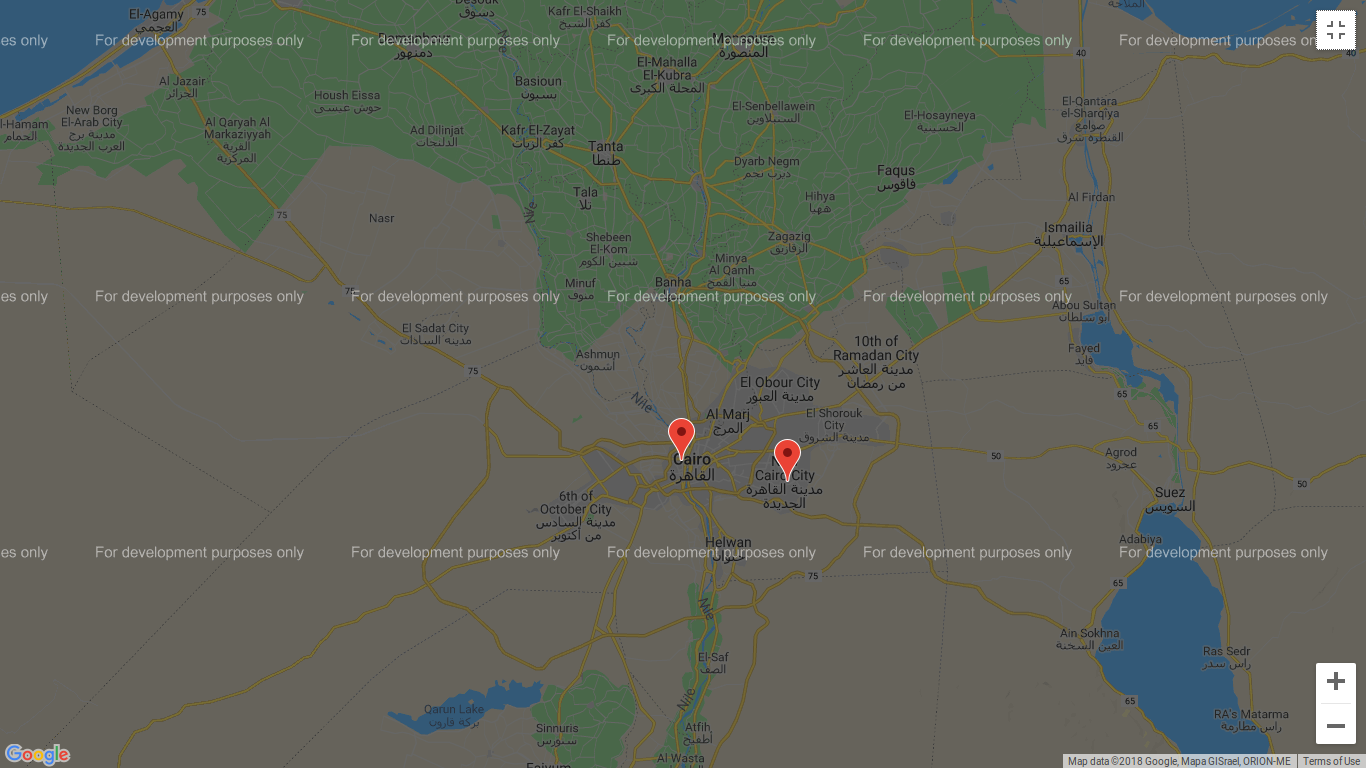 El-Agamy
العجمي
75
Desouk
دسوق
Kafr El-Shaikh
كفر الشيخ
es only
For development purposes only
For development purposes only
For development purposes only
For development purposes only
For development purposes only
Damanhour
دمنهور
Mansoura
المنصورة
40
40
El-Mahalla
El-Kubra
المحلة الكبرى
Al Jazair
الجزائر
Basioun
بسيون
Housh Eissa
حوش عيسى
New Borg
El-Arab City
مدينة برج
العرب الجديدة
l-Hamam
الحمام
Al Qaryah Al
Markaziyyah
القرية
المركزية
Ad Dilinjat
الدلنجات
Kafr El-Zayat
كفر الزيات
El-Senbellawein
السنبلاوين
El-Hosayneya
الحسينية
El-Qantara
el-Sharqîya
صوامع
القنطرة شرق
Tanta
طنطا
Dyarb Negm
ديرب نجم
Faqus
فاقوس
Tala
تلا
Hihya
ههيا
Al Firdan
Nile
75
Nasr
Shebeen
El-Kom
شبين الكوم
Zagazig
الزقازيق
Ismailia
الإسماعيلية
Minya
Al Qamh
منيا القمح
Minuf
منوف
Banha
65
75
es only
For development purposes only
For development purposes only
For development purposes only
For development purposes only
For development purposes only
Abou Sultan
أبو سلطان
El Sadat City
مدينة السادات
Ashmun
أشمون
10th of
Ramadan City
مدينة العاشر
من رمضان
Fayed
فايد
75
El Obour City
مدينة العبور
65
Nile
Al Marj
المرج
El Shorouk
City
مدينة الشروق
65
Cairo
القاهرة
Cairo City
مدينة القاهرة
الجديدة
50
Agrod
عجرود
50
6th of
October City
مدينة السادس
من أكتوبر
Suez
السويس
Helwan
حلوان
Adabiya
es only
For development purposes only
For development purposes only
For development purposes only
For development purposes only
For development purposes only
75
65
Nile
Ain Sokhna
العين السخنة
El-Saf
الصف
Ras Sedr
راس سدر
Nile
65
Qarun Lake
بركة قارون
Sinnuris
سنورس
Atfih
أطفيح
RA's Matarma
راس مطارمة
Al Wasta
Faiyum
Google
Map data ©2018 Google, Mapa GISrael, ORION-ME
Terms of Use